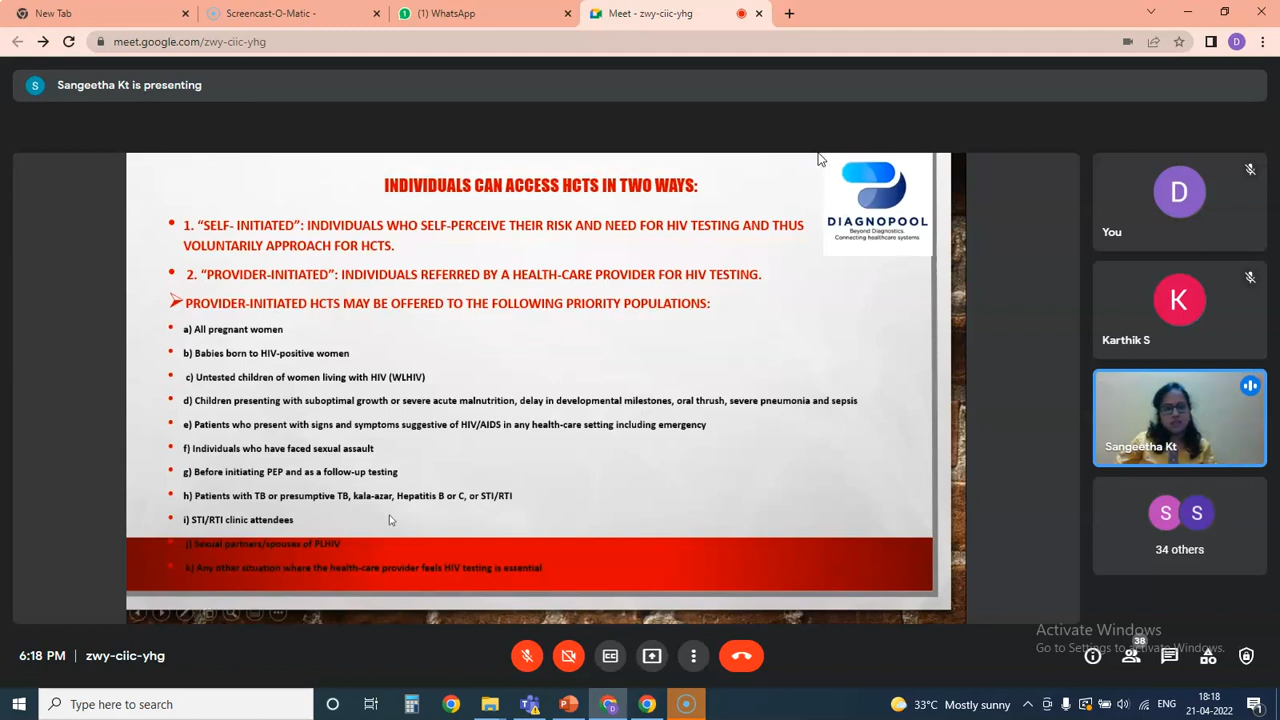 New Tab
Screencast-O-Matic
(1) WhatsApp
Meet - zwy-ciic-yhg
meet.google.com/zwy-ciic-yhg
D
S
Sangeetha Kt is presenting
INDIVIDUALS CAN ACCESS HCTS IN TWO WAYS:
1. “SELF- INITIATED”: INDIVIDUALS WHO SELF-PERCEIVE THEIR RISK AND NEED FOR HIV TESTING AND THUS
VOLUNTARILY APPROACH FOR HCTS.
2. “PROVIDER-INITIATED”: INDIVIDUALS REFERRED BY A HEALTH-CARE PROVIDER FOR HIV TESTING.
PROVIDER-INITIATED HCTS MAY BE OFFERED TO THE FOLLOWING PRIORITY POPULATIONS:
a) All pregnant women
b) Babies born to HIV-positive women
c) Untested children of women living with HIV (WLHIV)
d) Children presenting with suboptimal growth or severe acute malnutrition, delay in developmental milestones, oral thrush, severe pneumonia and sepsis
e) Patients who present with signs and symptoms suggestive of HIV/AIDS in any health-care setting including emergency
f) Individuals who have faced sexual assault
g) Before initiating PEP and as a follow-up testing
h) Patients with TB or presumptive TB, kala-azar, Hepatitis B or C, or STI/RTI
i) STI/RTI clinic attendees
j) Sexual partners/spouses of PLHIV
k) Any other situation where the health-care provider feels HIV testing is essential
DIAGNOPOOL
Beyond Diagnostics.
Connecting healthcare systems
D
You
K
Karthik S
Sangeetha Kt
S S
34 others
Activate Windows
Go to Settings to activate Windows.
6:18 PM | zwy-ciic-yhg
CC
38
Type here to search
33°C Mostly sunny
ENG
18:18
21-04-2022